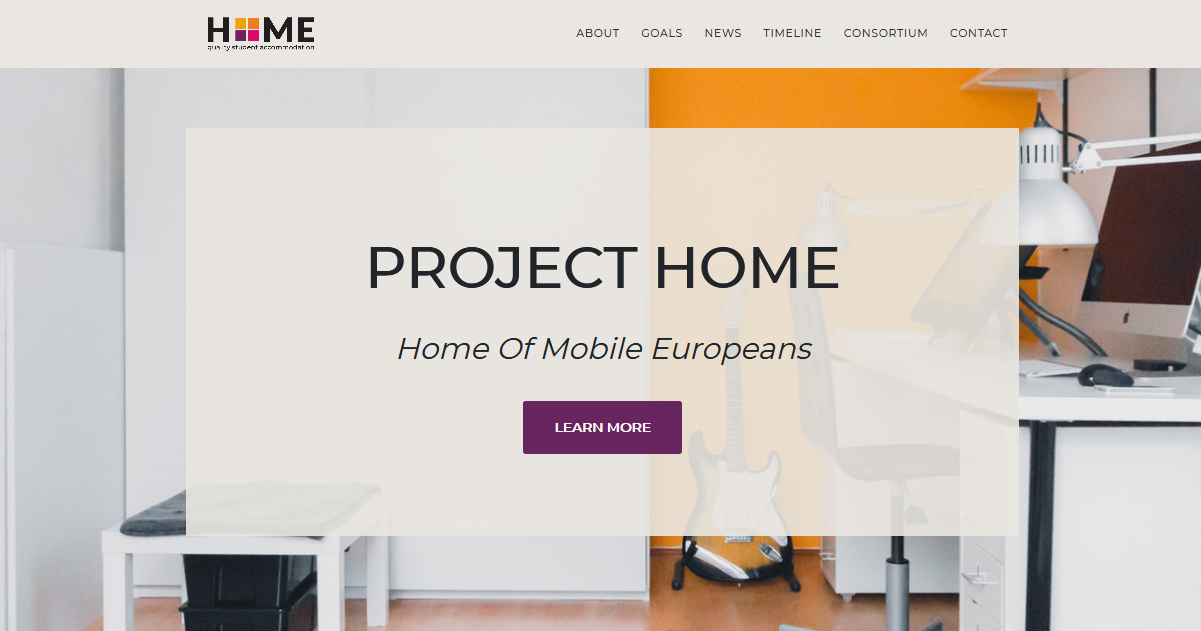 HOME
quality student accommodation
ABOUT GOALS NEWS TIMELINE CONSORTIUM CONTACT
PROJECT HOME
Home Of Mobile Europeans
LEARN MORE